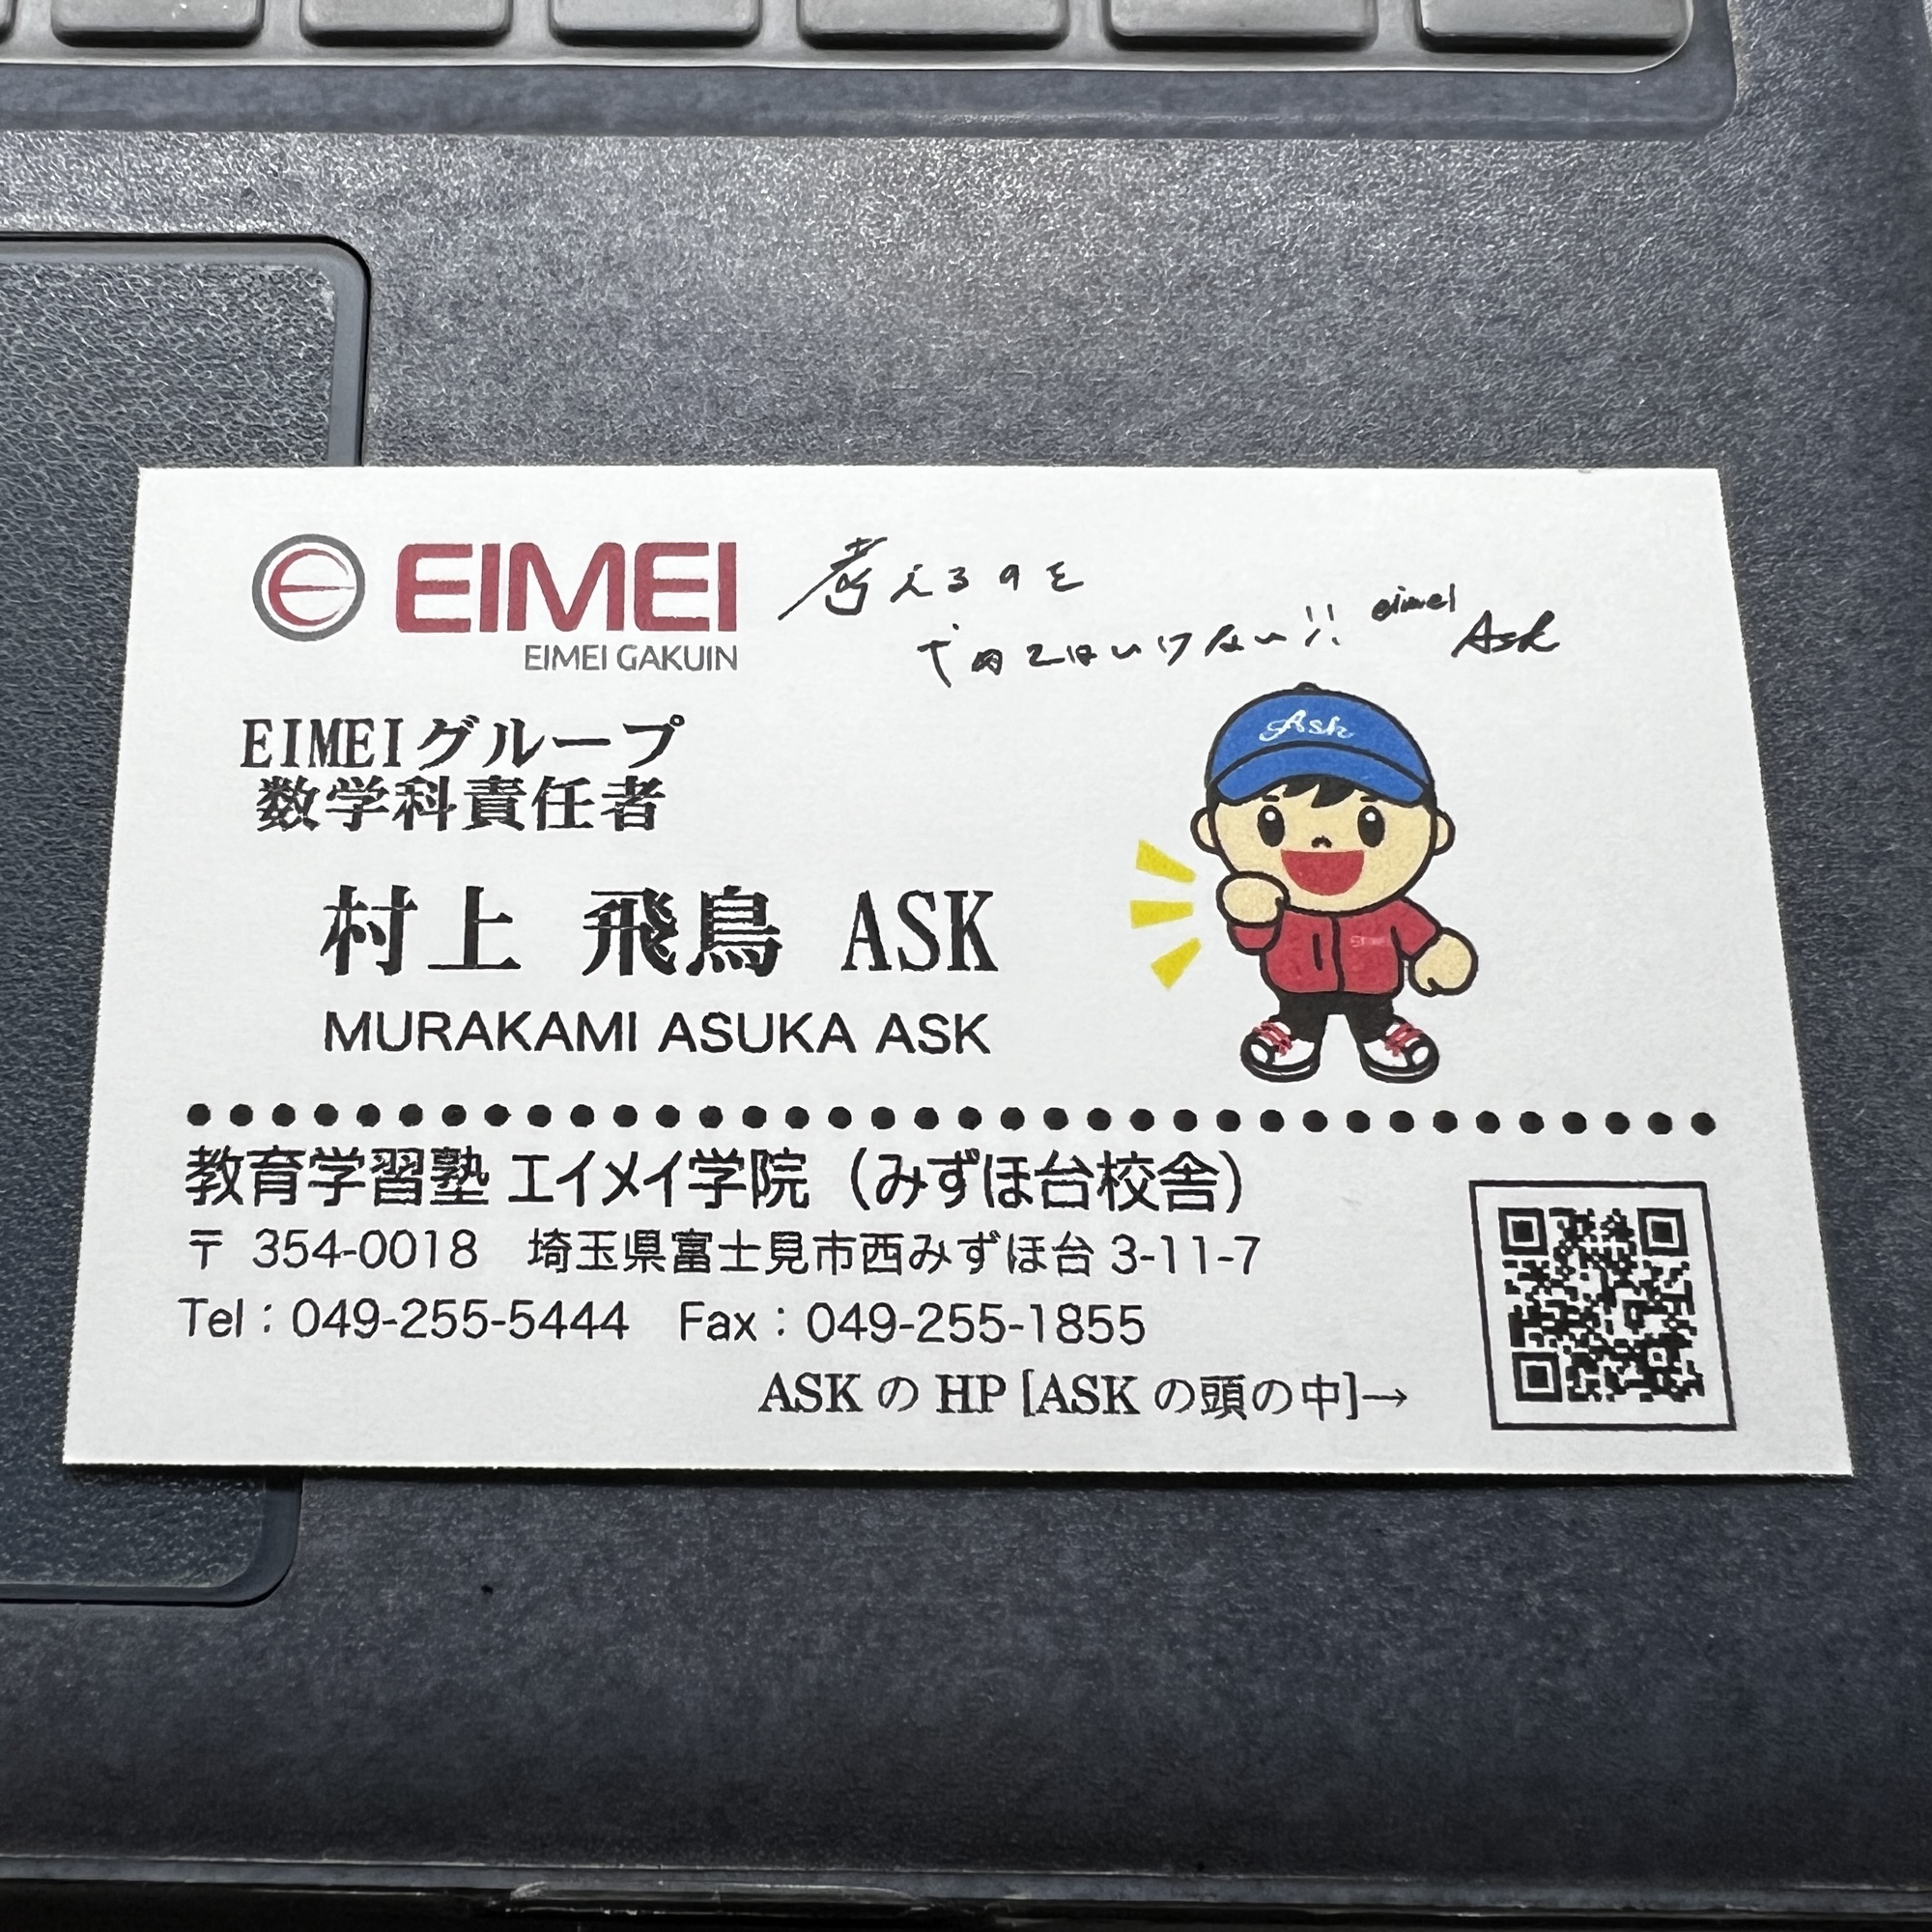 EIMEI
EIMEI GAKUIN
考えるのを
やめてはいけない!!
eimei
Ask
EIMEIグループ
数学科責任者
Ask
村上 飛鳥 ASK
MURAKAMI ASUKA ASK
教育学習塾 エイメイ学院（みずほ台校舎）
〒 354-0018 埼玉県富士見市西みずほ台 3-11-7
Tel：049-255-5444 Fax：049-255-1855
ASK の HP [ASK の頭の中]→